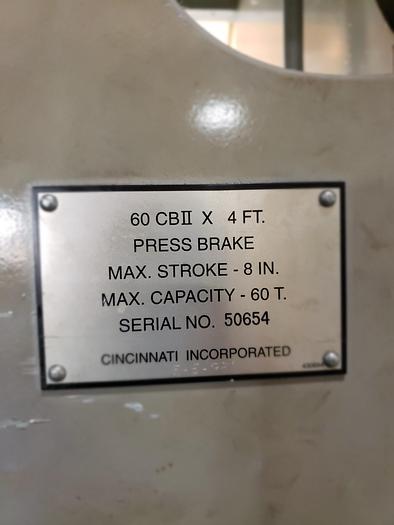 60 CBII X 4 FT.
PRESS BRAKE
MAX. STROKE - 8 IN.
MAX. CAPACITY - 60 T.
SERIAL NO. 50654
CINCINNATI INCORPORATED